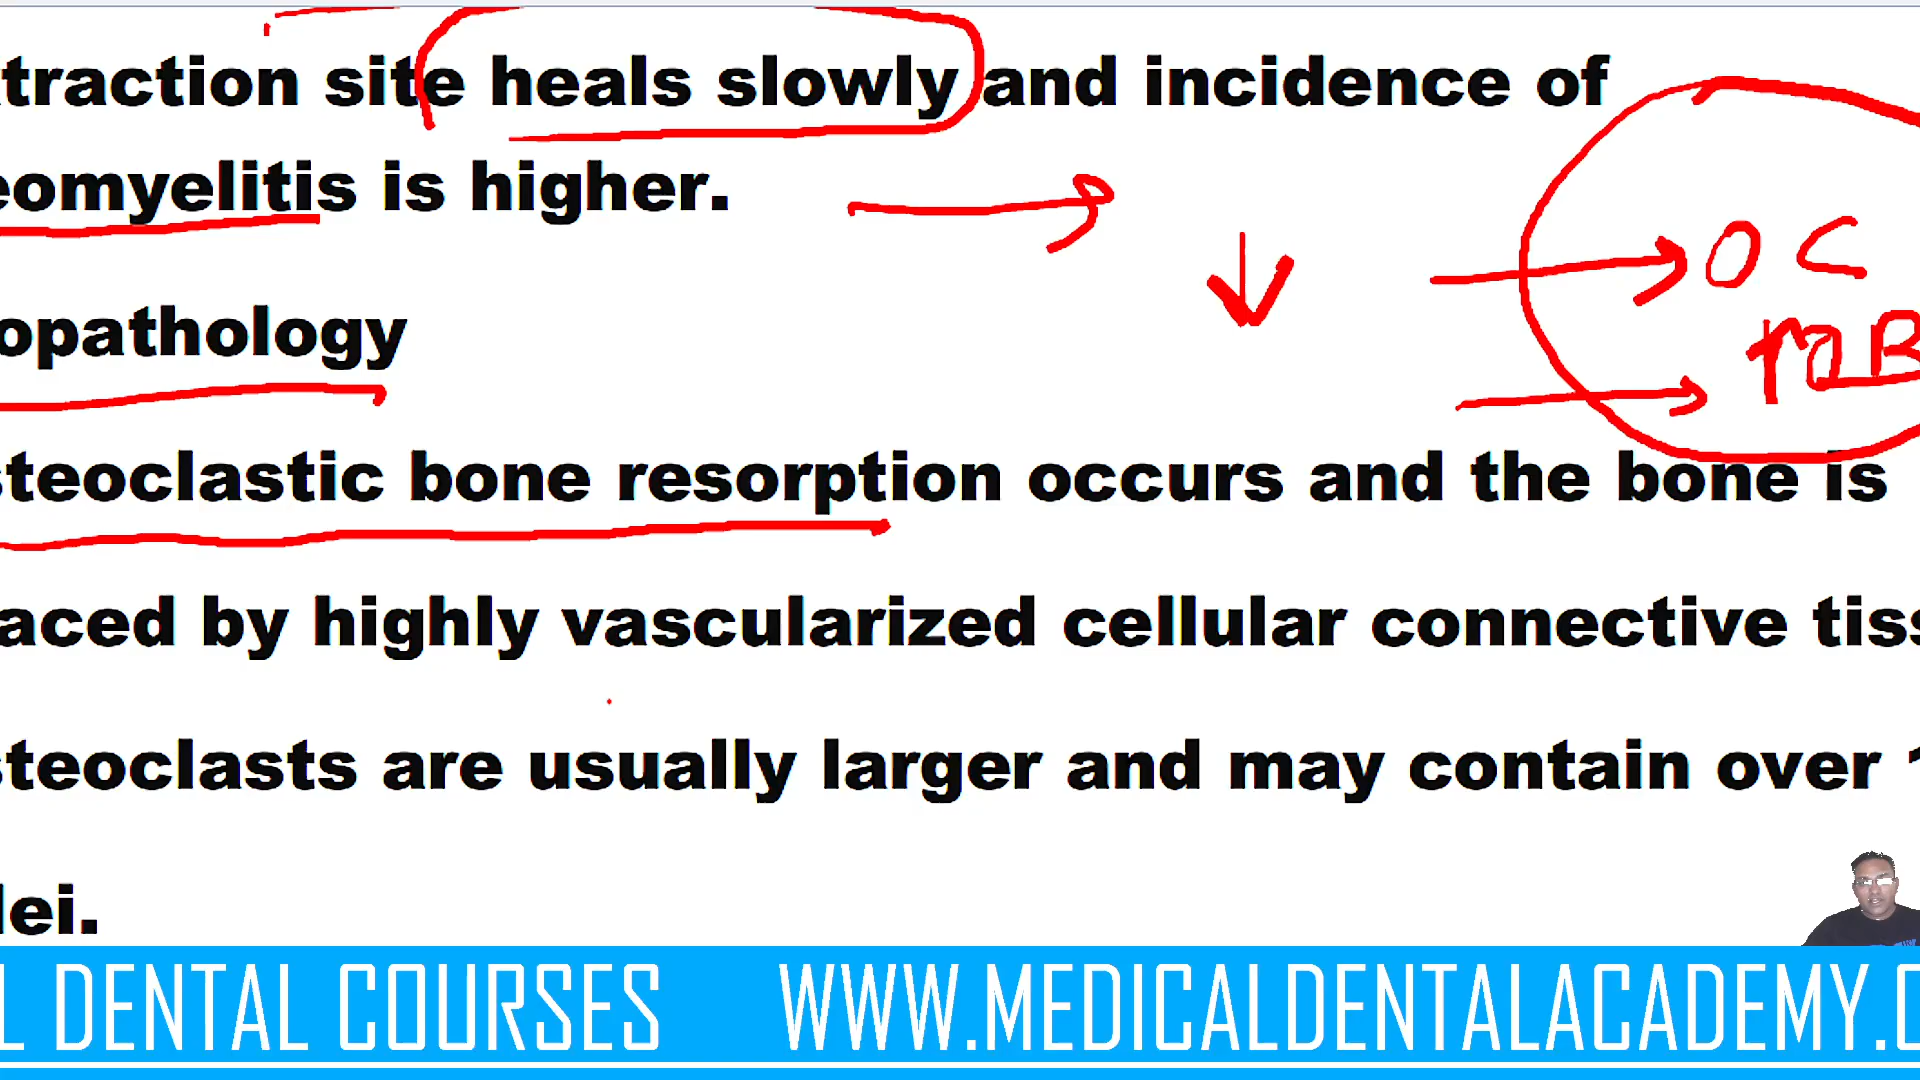 traction site heals slowly and incidence of
eomyelitis is higher.
opathology
steoclastic bone resorption occurs and the bone is
aced by highly vascularized cellular connective tiss
steoclasts are usually larger and may contain over 1
lei.
OC
L DENTAL COURSES WWW.MEDICALDENTALACADEMY.C